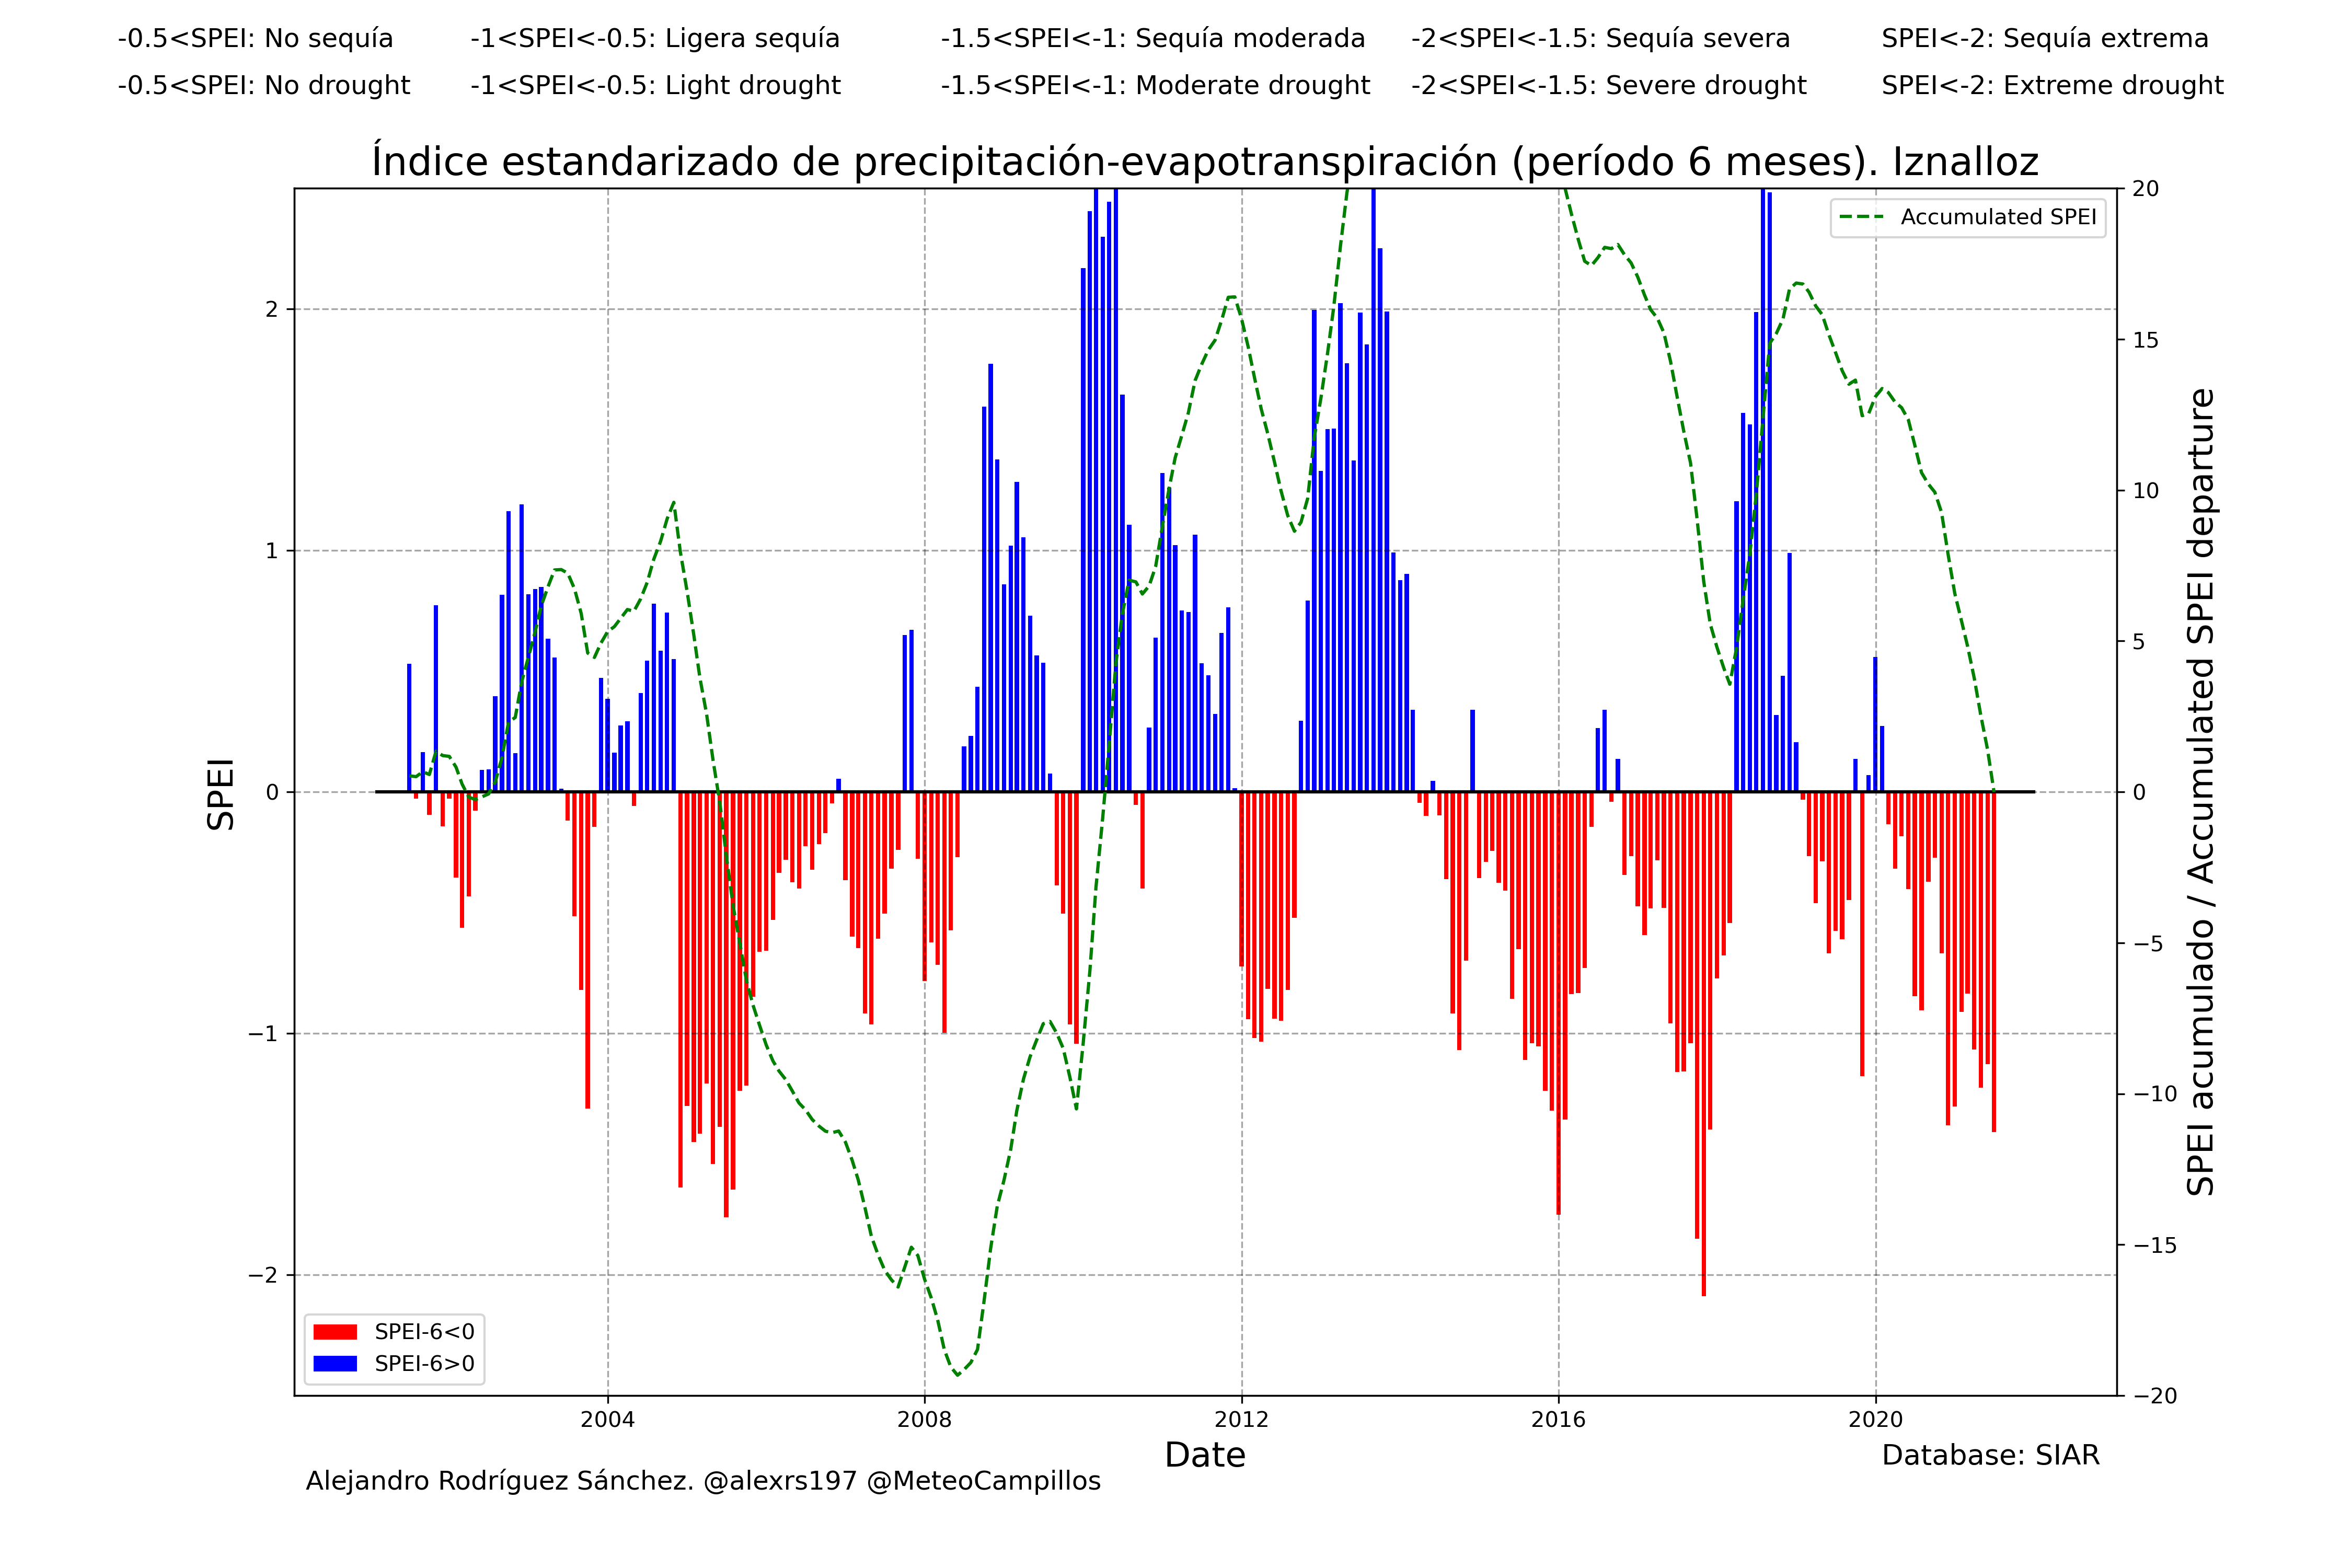 -0.5<SPEI: No sequía -1<SPEI<-0.5: Ligera sequía -1.5<SPEI<-1: Sequía moderada -2<SPEI<-1.5: Sequía severa SPEI<-2: Sequía extrema
-0.5<SPEI: No drought -1<SPEI<-0.5: Light drought -1.5<SPEI<-1: Moderate drought -2<SPEI<-1.5: Severe drought SPEI<-2: Extreme drought
Índice estandarizado de precipitación-evapotranspiración (período 6 meses). Iznalloz
Accumulated SPEI
SPEI
2
1
0
−1
−2
20
15
10
5
0
−5
−10
−15
−20
SPEI acumulado / Accumulated SPEI departure
SPEI-6<0
SPEI-6>0
2004 2008 2012 2016 2020
Date
Database: SIAR
Alejandro Rodríguez Sánchez. @alexrs197 @MeteoCampillos